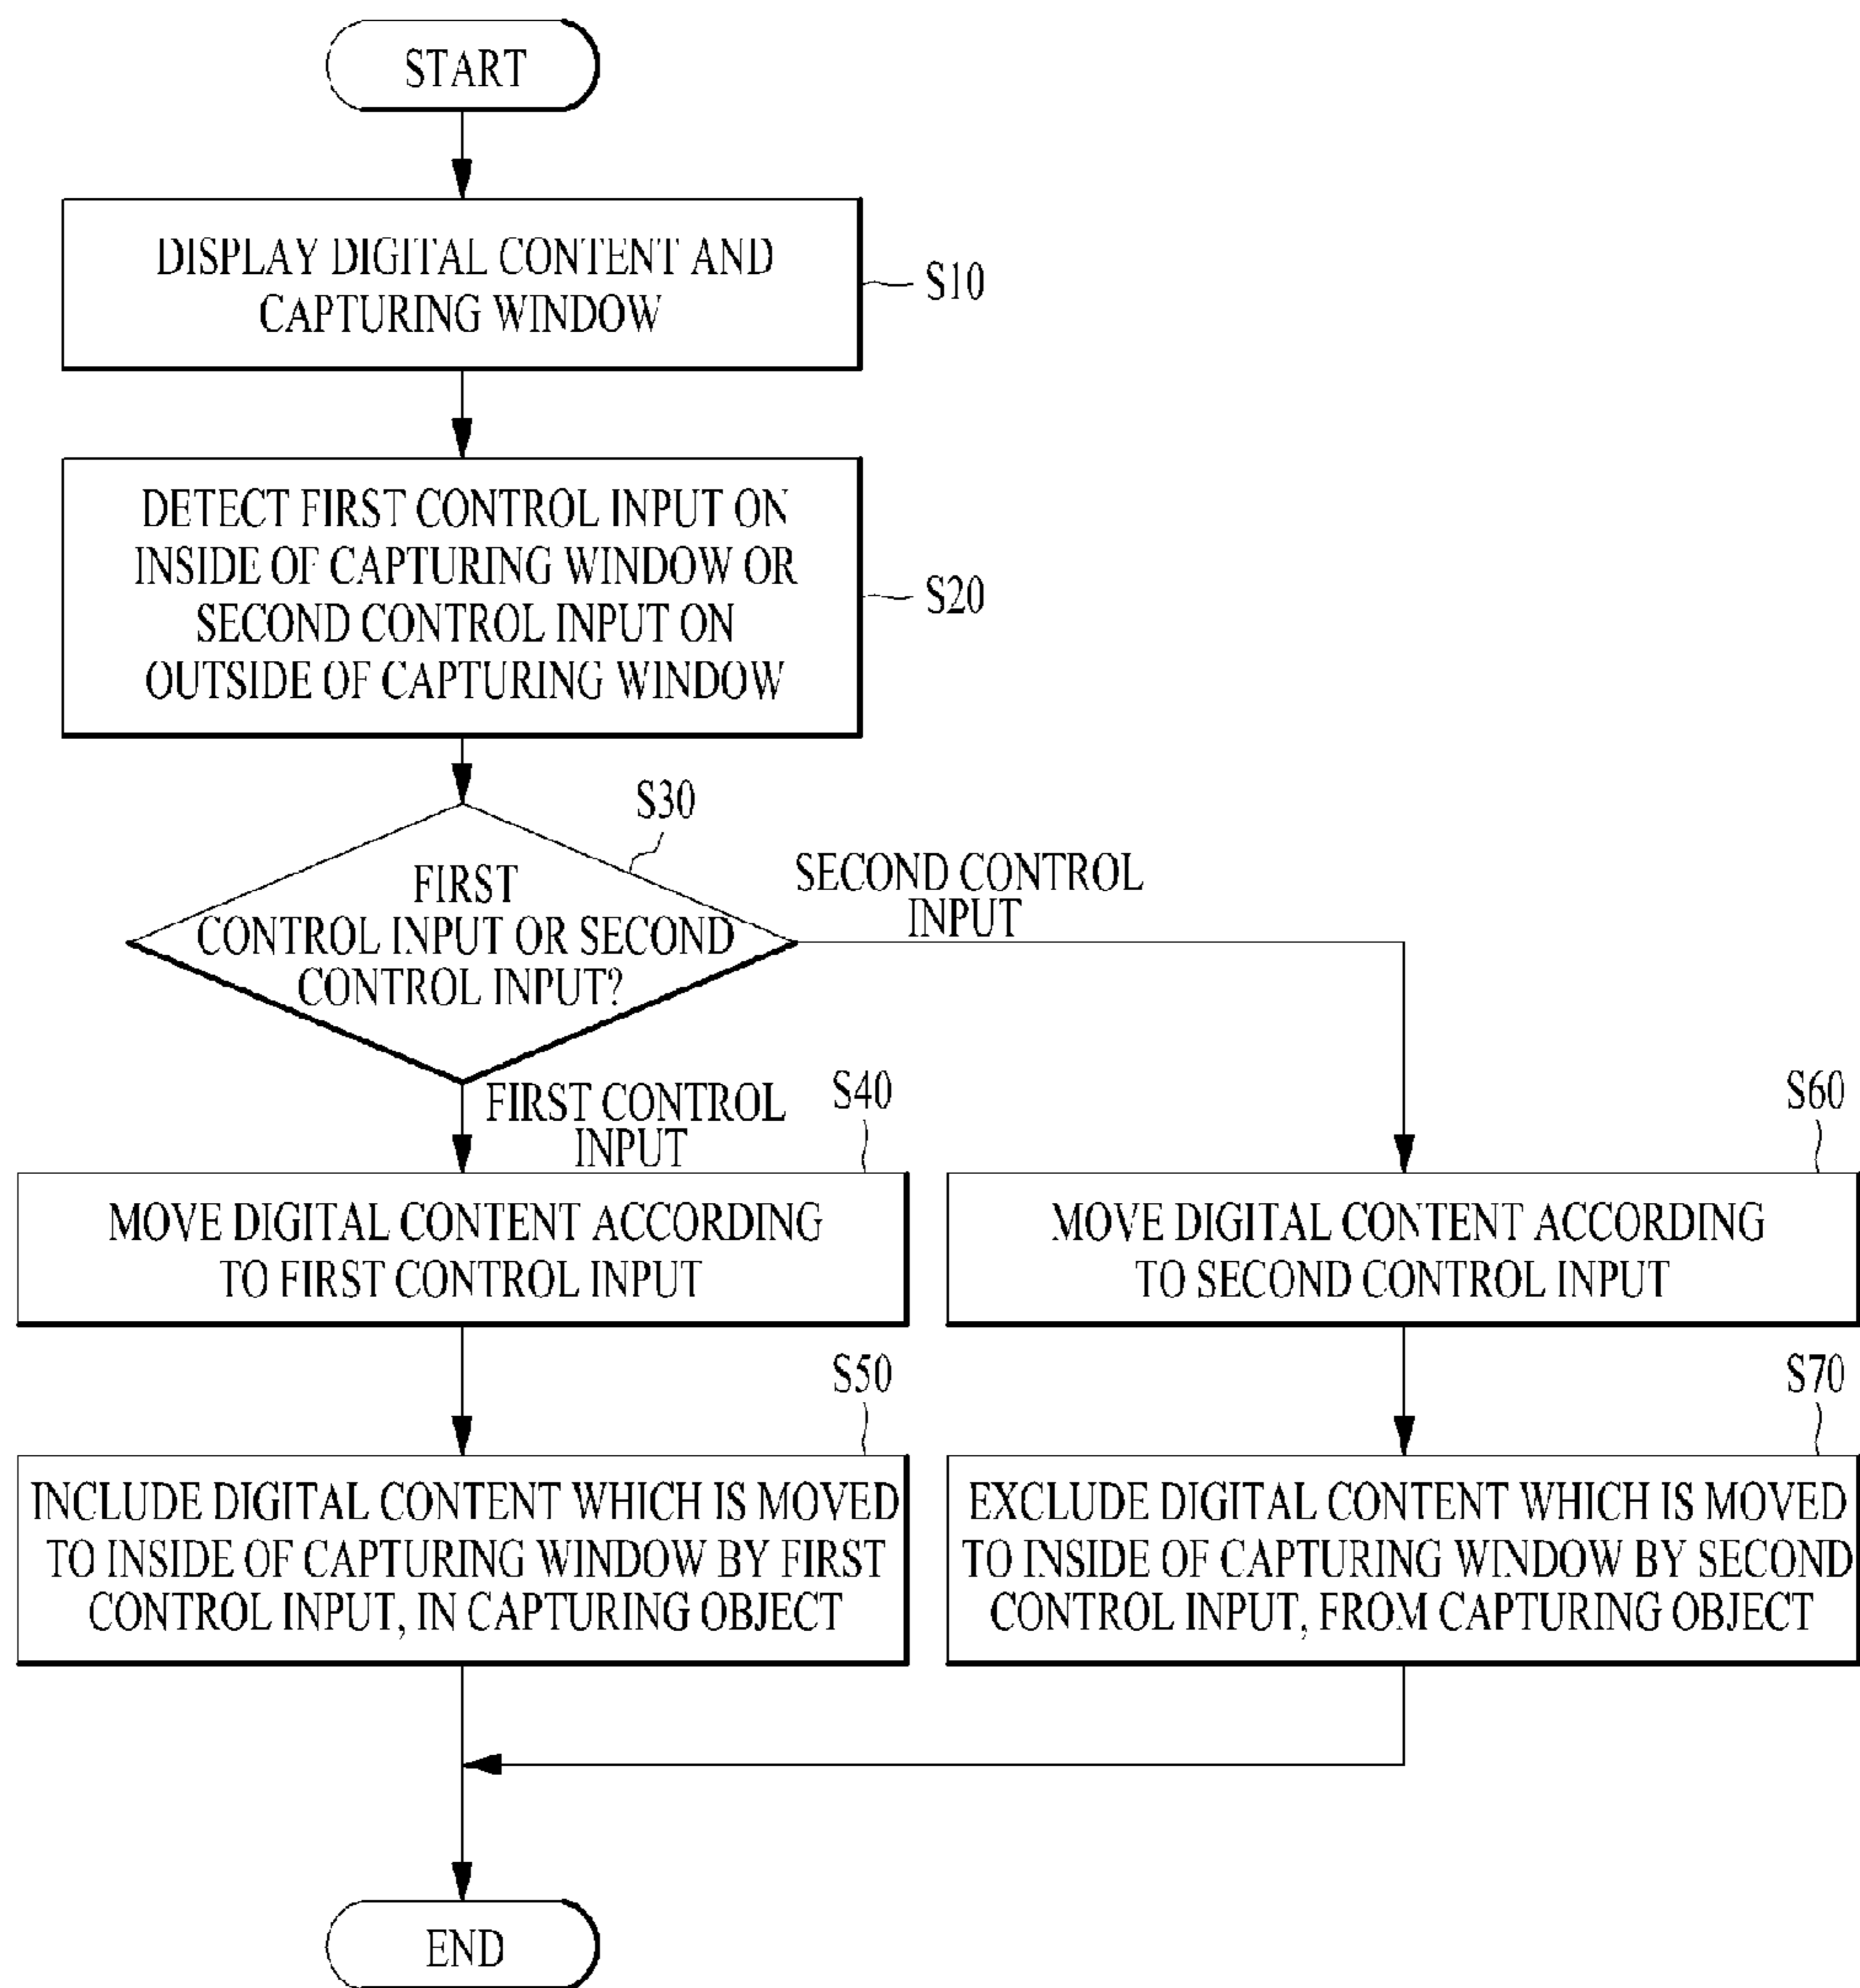 START
DISPLAY DIGITAL CONTENT AND
CAPTURING WINDOW
S10
DETECT FIRST CONTROL INPUT ON
INSIDE OF CAPTURING WINDOW OR
SECOND CONTROL INPUT ON
OUTSIDE OF CAPTURING WINDOW
S20
S30
FIRST
CONTROL INPUT OR SECOND
CONTROL INPUT?
SECOND CONTROL
INPUT
FIRST CONTROL
INPUT
S40
MOVE DIGITAL CONTENT ACCORDING
TO FIRST CONTROL INPUT
S60
MOVE DIGITAL CONTENT ACCORDING
TO SECOND CONTROL INPUT
S50
INCLUDE DIGITAL CONTENT WHICH IS MOVED
TO INSIDE OF CAPTURING WINDOW BY FIRST
CONTROL INPUT, IN CAPTURING OBJECT
S70
EXCLUDE DIGITAL CONTENT WHICH IS MOVED
TO INSIDE OF CAPTURING WINDOW BY SECOND
CONTROL INPUT, FROM CAPTURING OBJECT
END